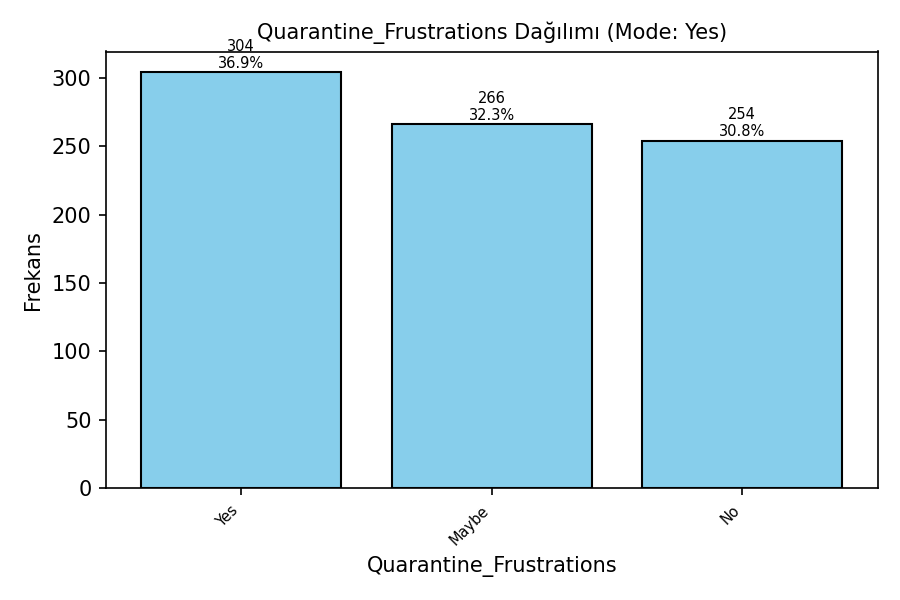 Quarantine_Frustrations Dağılımı (Mode: Yes)
304
36.9%
266
32.3%
254
30.8%
300
250
200
150
100
50
0
Frekans
Yes
Maybe
No
Quarantine_Frustrations